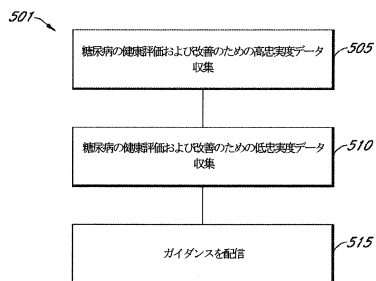 501
糖尿病の健康評価および改善のための高忠実度データ
収集
505
糖尿病の健康評価および改善のための低忠実度データ
収集
510
ガイダンスを配信
515